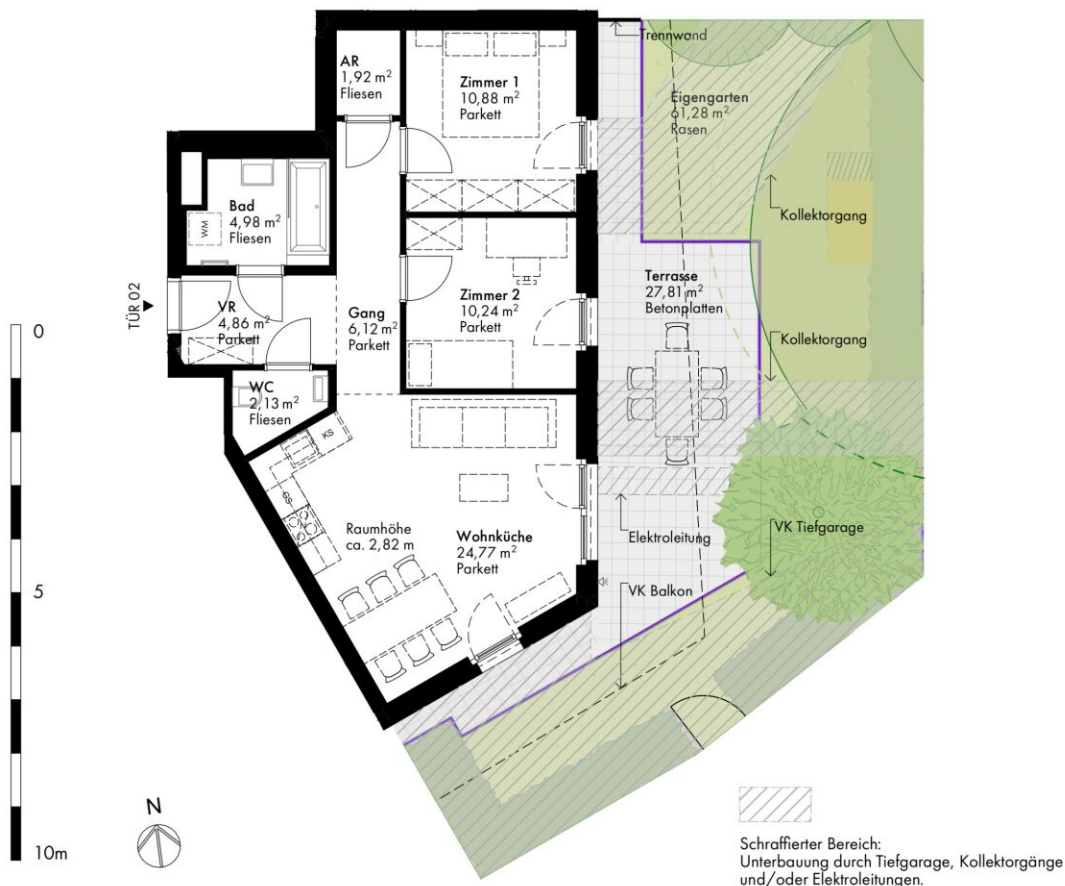 Trennwand
AR
1,92 m²
Fliesen
Zimmer 1
10,88 m²
Parkett
Eigengarten
61,28 m²
Rasen
Kollektorgang
Bad
4,98 m²
Fliesen
WM
TÜR 02
VR
4,86 m²
Parkett
Gang
6,12 m²
Parkett
Zimmer 2
10,24 m²
Parkett
Terrasse
27,81 m²
Betonplatten
Kollektorgang
WC
2,13 m²
Fliesen
KS
GS
Raumhöhe
ca. 2,82 m
Wohnküche
24,77 m²
Parkett
Elektroleitung
VK Tiefgarage
VK Balkon
0
5
10m
N
Schraffierter Bereich:
Unterbauung durch Tiefgarage, Kollektorgänge
und/oder Elektroleitungen.